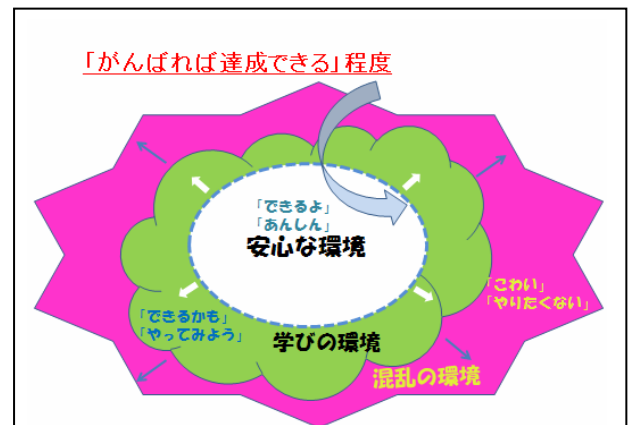 「がんばれば達成できる」程度
「できるよ」
「あんしん」
安心な環境
「こわい」
「やりたくない」
「できるかも」
「やってみよう」
学びの環境
混乱の環境